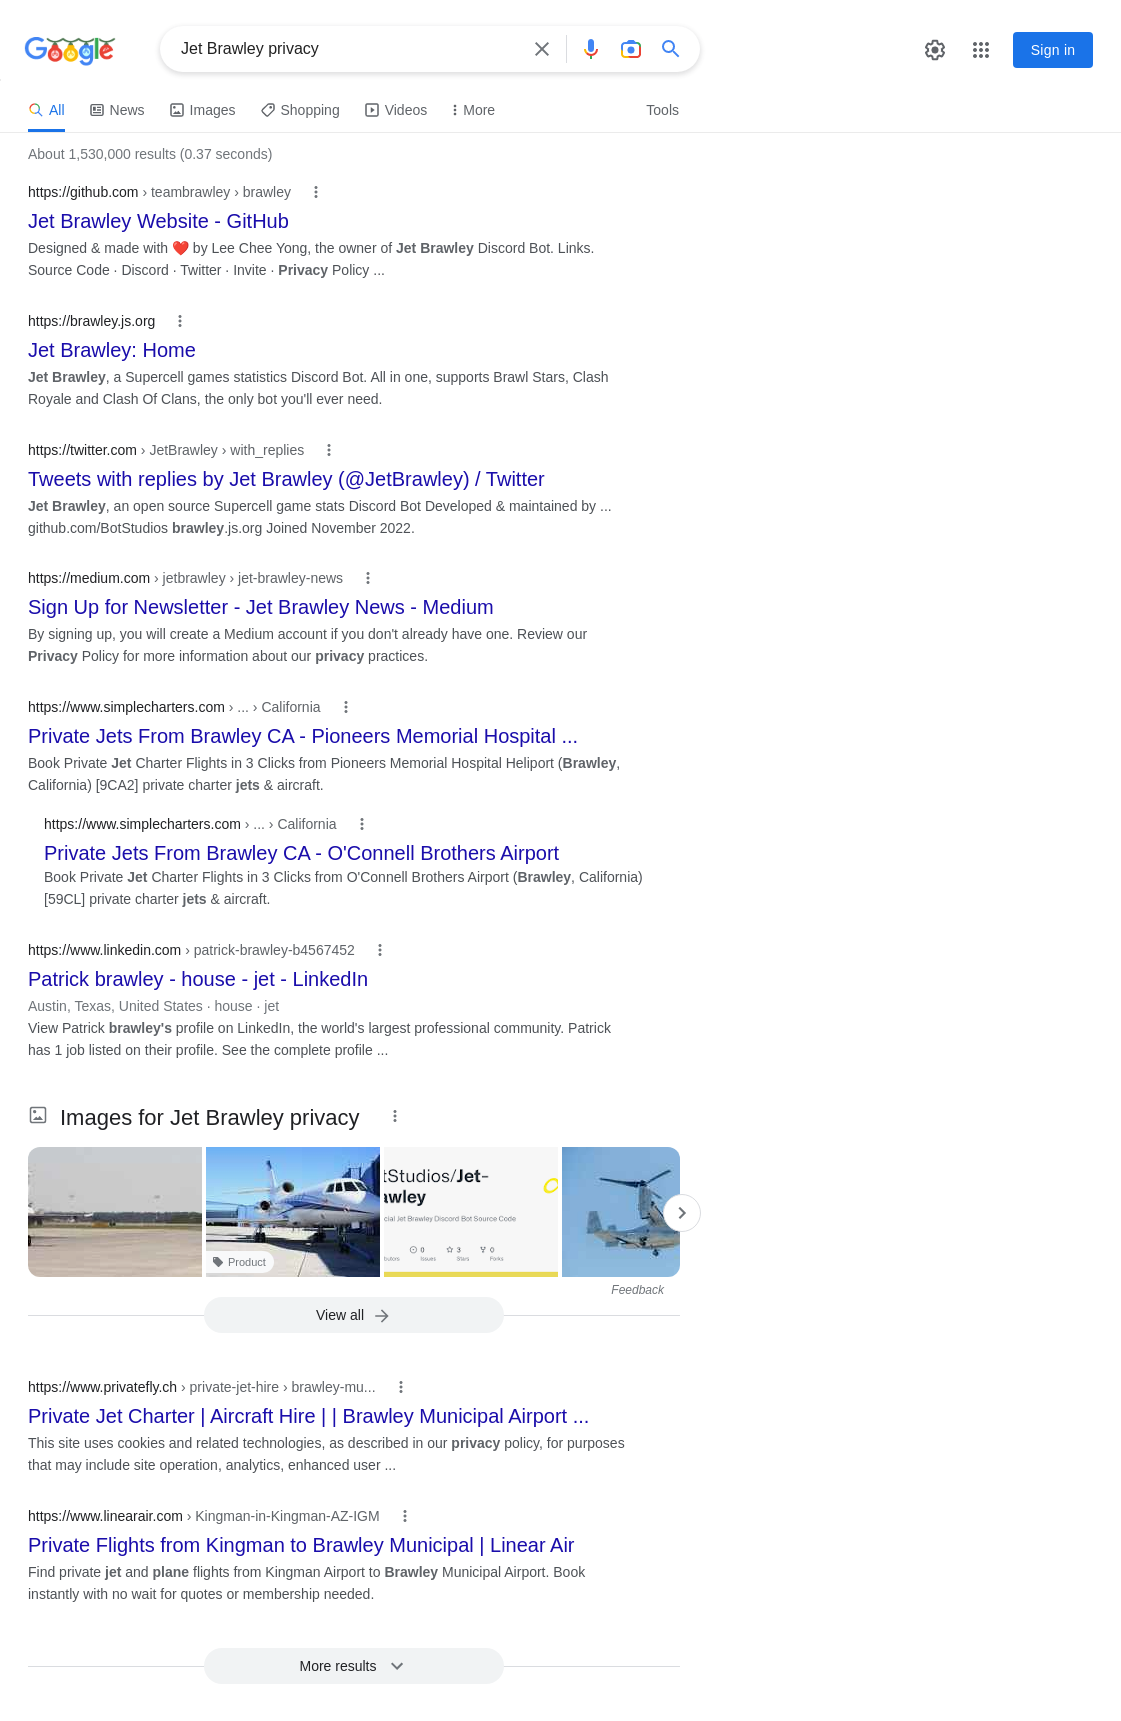 Google
Jet Brawley privacy
Sign in
All
News
Images
Shopping
Videos
More
Tools
About 1,530,000 results (0.37 seconds)
https://github.com › teambrawley › brawley
Jet Brawley Website - GitHub
Designed & made with ❤️ by Lee Chee Yong, the owner of Jet Brawley Discord Bot. Links.
Source Code · Discord · Twitter · Invite · Privacy Policy ...
https://brawley.js.org
Jet Brawley: Home
Jet Brawley, a Supercell games statistics Discord Bot. All in one, supports Brawl Stars, Clash
Royale and Clash Of Clans, the only bot you'll ever need.
https://twitter.com › JetBrawley › with_replies
Tweets with replies by Jet Brawley (@JetBrawley) / Twitter
Jet Brawley, an open source Supercell game stats Discord Bot Developed & maintained by ...
github.com/BotStudios brawley.js.org Joined November 2022.
https://medium.com › jetbrawley › jet-brawley-news
Sign Up for Newsletter - Jet Brawley News - Medium
By signing up, you will create a Medium account if you don't already have one. Review our
Privacy Policy for more information about our privacy practices.
https://www.simplecharters.com › ... › California
Private Jets From Brawley CA - Pioneers Memorial Hospital ...
Book Private Jet Charter Flights in 3 Clicks from Pioneers Memorial Hospital Heliport (Brawley,
California) [9CA2] private charter jets & aircraft.
https://www.simplecharters.com › ... › California
Private Jets From Brawley CA - O'Connell Brothers Airport
Book Private Jet Charter Flights in 3 Clicks from O'Connell Brothers Airport (Brawley, California)
[59CL] private charter jets & aircraft.
https://www.linkedin.com › patrick-brawley-b4567452
Patrick brawley - house - jet - LinkedIn
Austin, Texas, United States · house · jet
View Patrick brawley's profile on LinkedIn, the world's largest professional community. Patrick
has 1 job listed on their profile. See the complete profile ...
Images for Jet Brawley privacy
tStudios/Jet-
awley
cial Jet Brawley Discord Bot Source Code
0 3 0
Issues Stars Forks
Product
Feedback
View all
https://www.privatefly.ch › private-jet-hire › brawley-mu...
Private Jet Charter | Aircraft Hire | | Brawley Municipal Airport ...
This site uses cookies and related technologies, as described in our privacy policy, for purposes
that may include site operation, analytics, enhanced user ...
https://www.linearair.com › Kingman-in-Kingman-AZ-IGM
Private Flights from Kingman to Brawley Municipal | Linear Air
Find private jet and plane flights from Kingman Airport to Brawley Municipal Airport. Book
instantly with no wait for quotes or membership needed.
More results